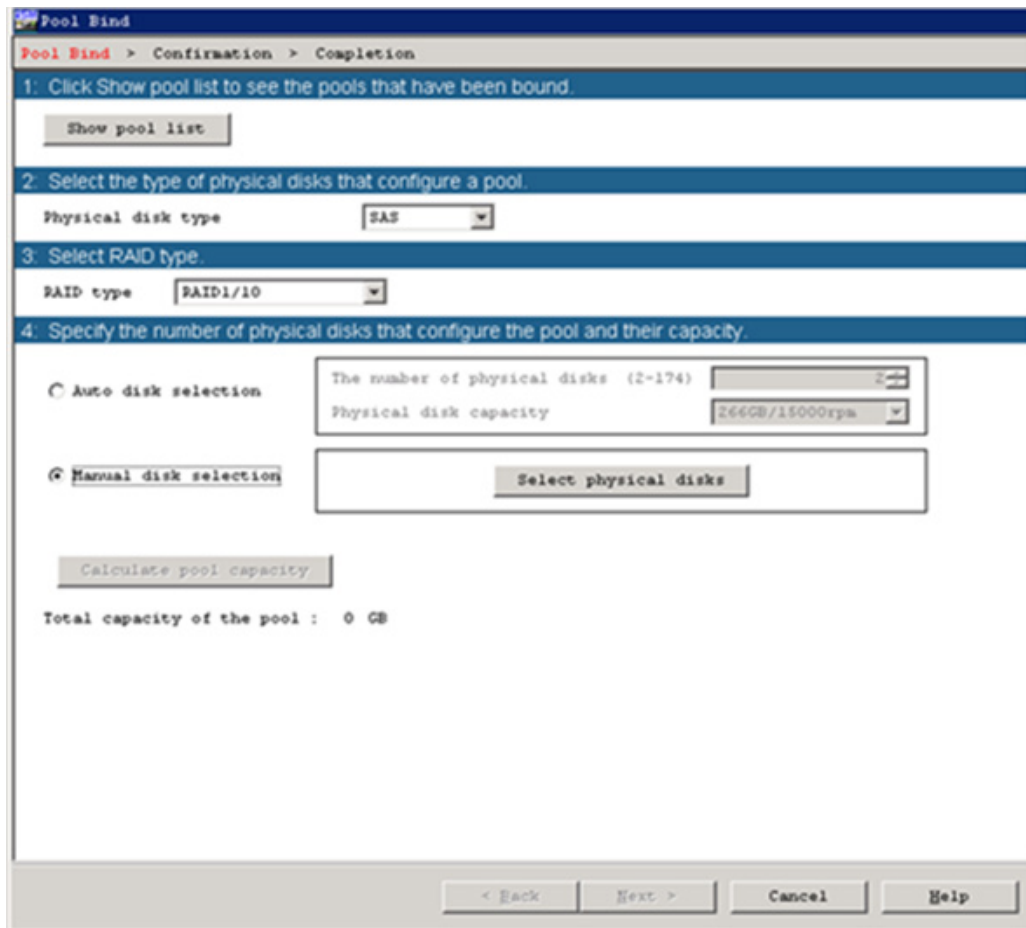 Pool Bind
Pool Bind > Confirmation > Completion
1: Click Show pool list to see the pools that have been bound.
Show pool list
2: Select the type of physical disks that configure a pool.
Physical disk type SAS
3: Select RAID type.
RAID type RAID1/10
4: Specify the number of physical disks that configure the pool and their capacity.
Auto disk selection
The number of physical disks (2-174) 2
Physical disk capacity 266GB/15000rpm
Manual disk selection
Select physical disks
Calculate pool capacity
Total capacity of the pool : 0 GB
< Back Next > Cancel Help